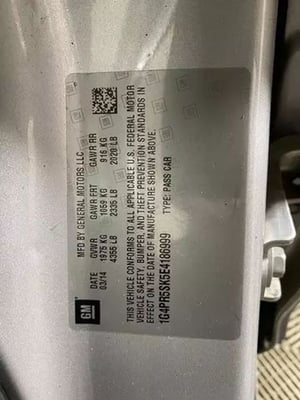 MFD BY GENERAL MOTORS LLC
DATE GVWR GAWR FRT GAWR RR
03/14 1975 KG 1059 KG 916 KG
4355 LB 2335 LB 2020 LB
THIS VEHICLE CONFORMS TO ALL APPLICABLE U.S. FEDERAL MOTOR
VEHICLE SAFETY, BUMPER, AND THEFT PREVENTION STANDARDS IN
EFFECT ON THE DATE OF MANUFACTURE SHOWN ABOVE.
1G4PR5SK5E4186999 TYPE: PASS CAR
GM